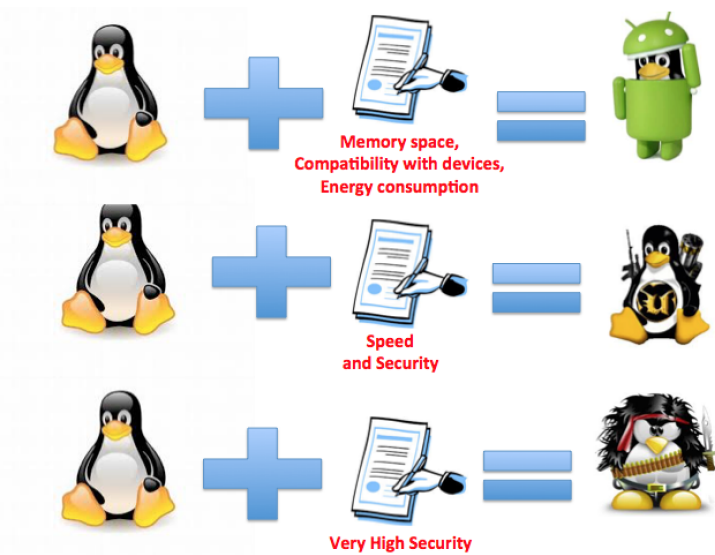 Memory space,
Compatibility with devices,
Energy consumption
Speed
and Security
Very High Security